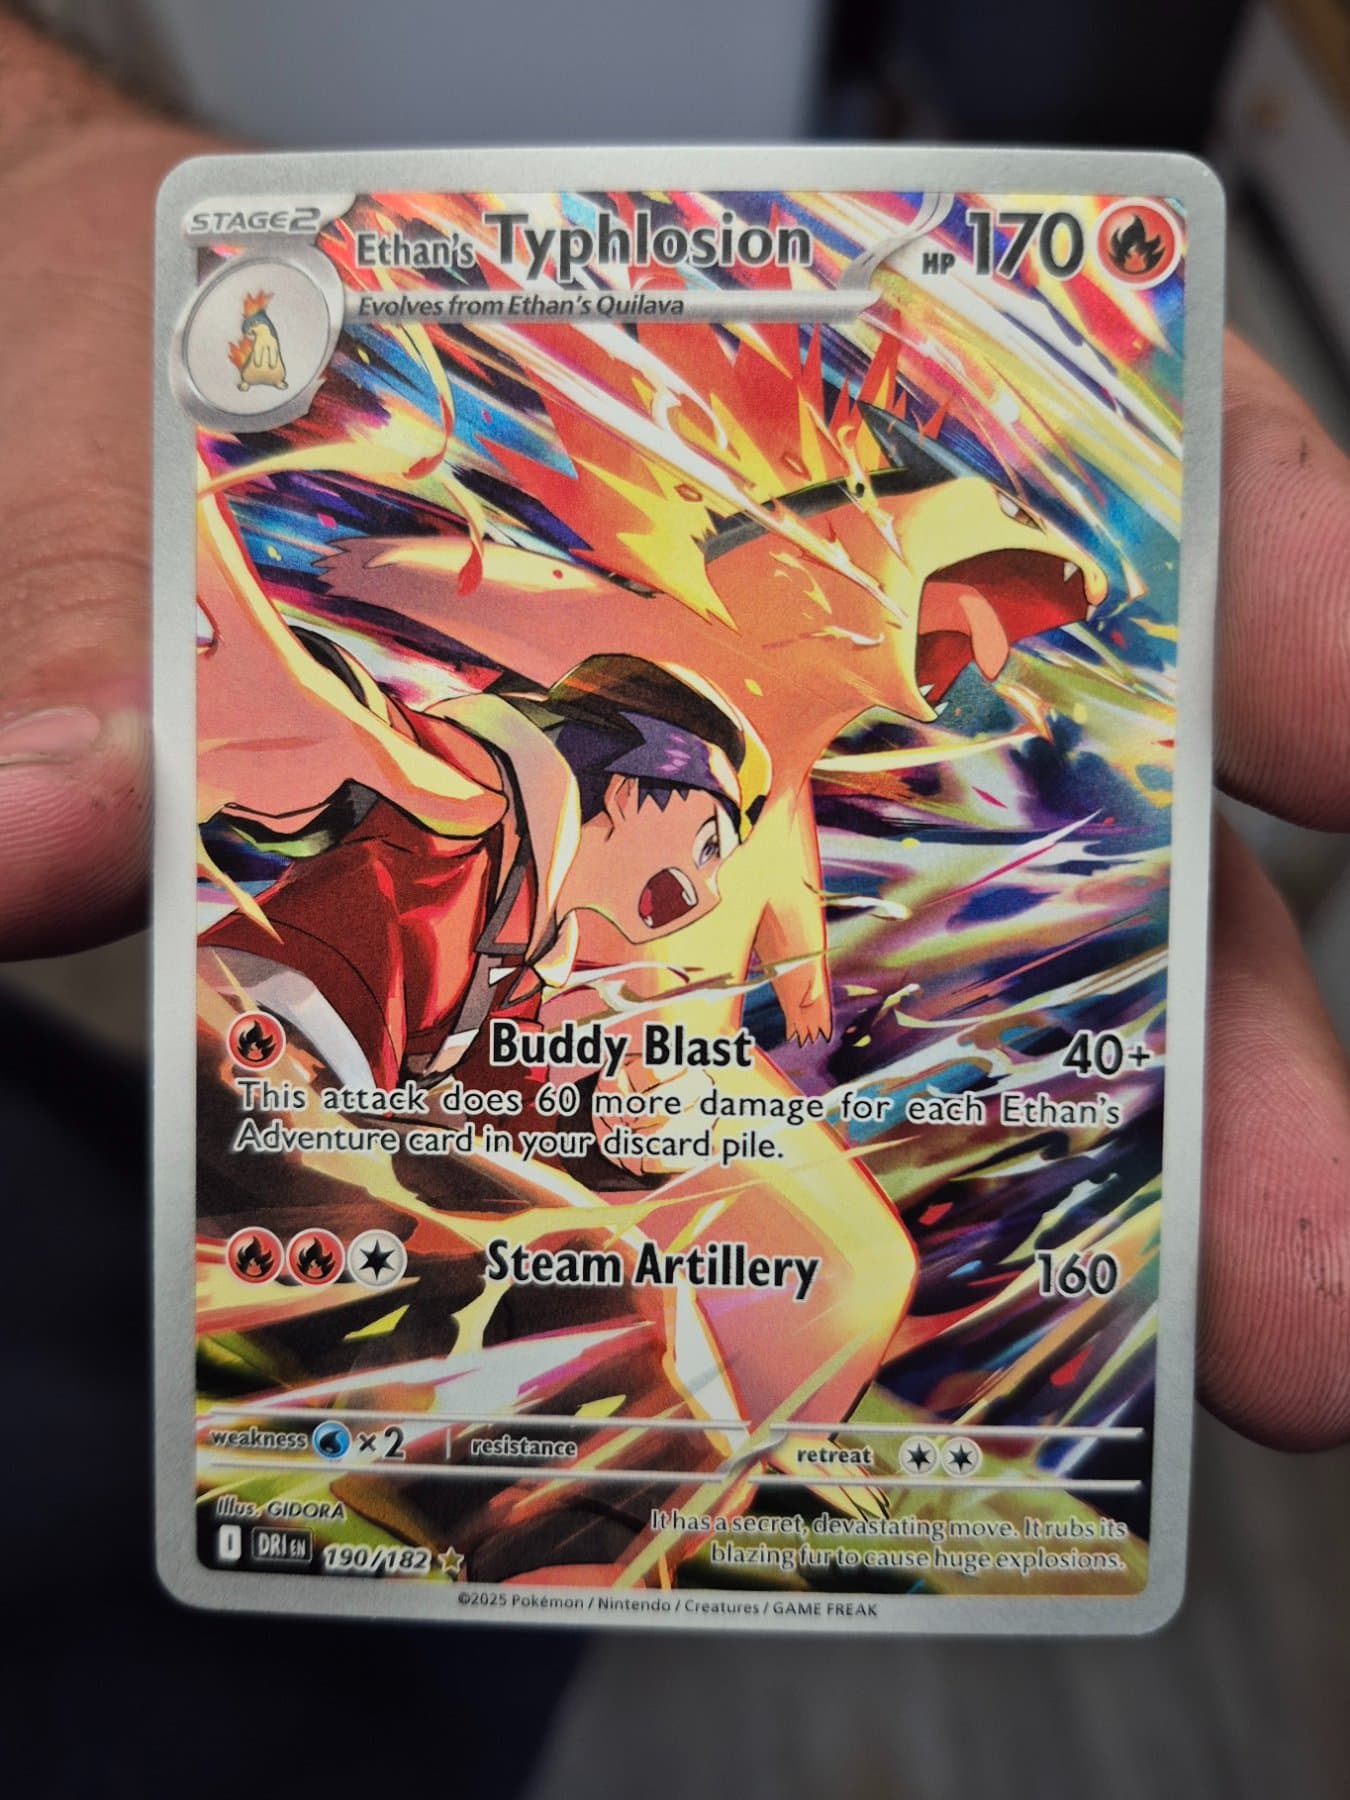 STAGE2
Ethan's Typhlosion HP 170
Evolves from Ethan's Quilava
Buddy Blast 40+
This attack does 60 more damage for each Ethan's
Adventure card in your discard pile.
Steam Artillery 160
weakness ×2 resistance retreat
Illus. GIDORA
It has a secret, devastating move. It rubs its
blazing fur to cause huge explosions.
I DRI EN 190/182
©2025 Pokémon / Nintendo / Creatures / GAME FREAK